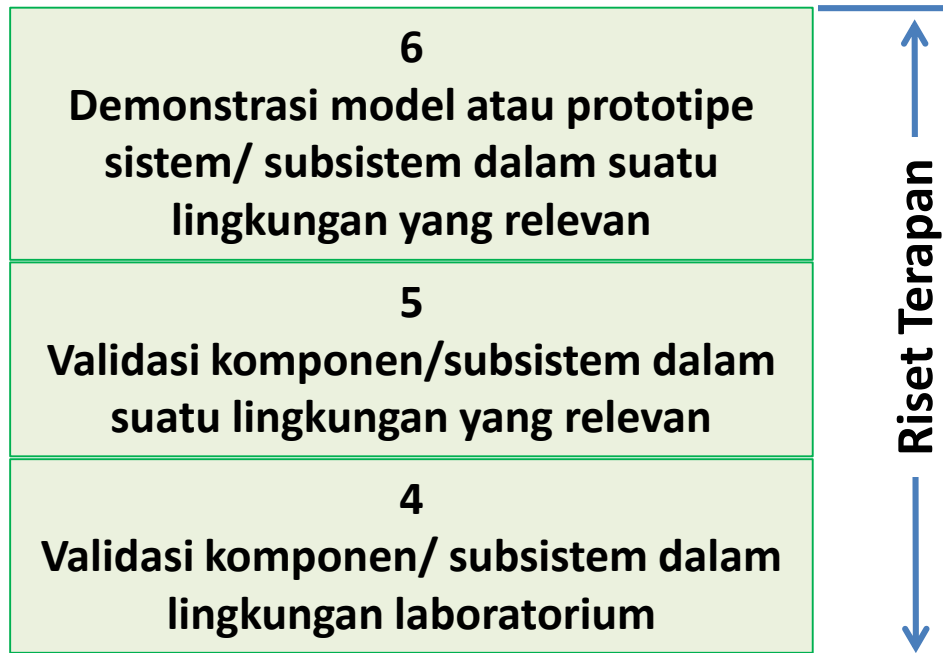 6
Demonstrasi model atau prototipe
sistem/ subsistem dalam suatu
lingkungan yang relevan
5
Validasi komponen/subsistem dalam
suatu lingkungan yang relevan
4
Validasi komponen/ subsistem dalam
lingkungan laboratorium
Riset Terapan